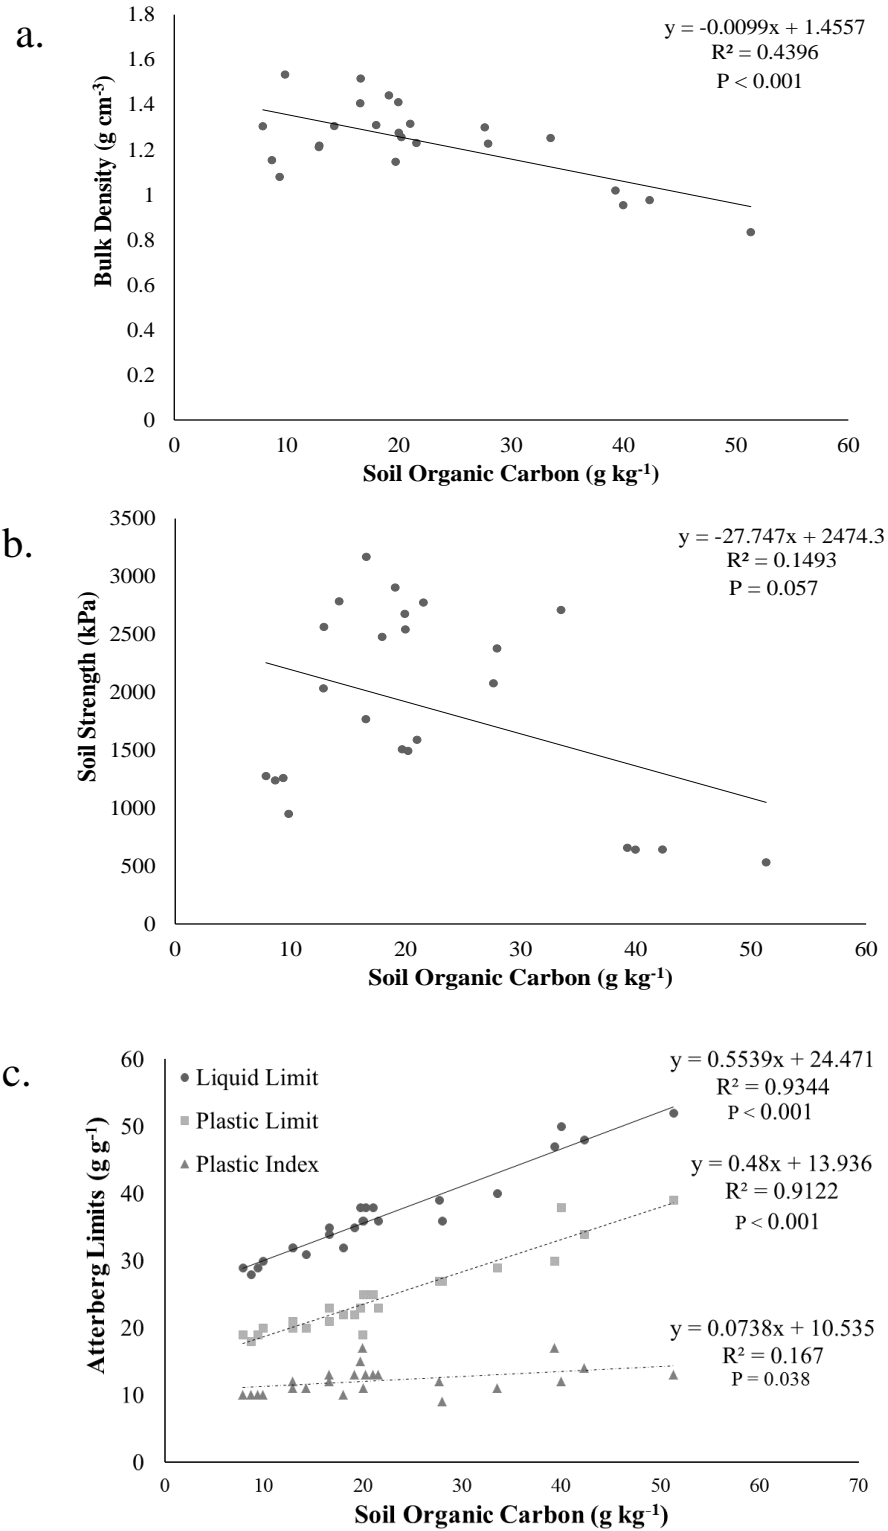 a.
y = -0.0099x + 1.4557
R² = 0.4396
P < 0.001
1.8
1.6
1.4
1.2
1
0.8
0.6
0.4
0.2
0
Bulk Density (g cm⁻³)
0 10 20 30 40 50 60
Soil Organic Carbon (g kg⁻¹)
b.
y = -27.747x + 2474.3
R² = 0.1493
P = 0.057
3500
3000
2500
2000
1500
1000
500
0
Soil Strength (kPa)
0 10 20 30 40 50 60
Soil Organic Carbon (g kg⁻¹)
c.
Liquid Limit
Plastic Limit
Plastic Index
y = 0.5539x + 24.471
R² = 0.9344
P < 0.001
y = 0.48x + 13.936
R² = 0.9122
P < 0.001
y = 0.0738x + 10.535
R² = 0.167
P = 0.038
60
50
40
30
20
10
0
Atterberg Limits (g g⁻¹)
0 10 20 30 40 50 60 70
Soil Organic Carbon (g kg⁻¹)